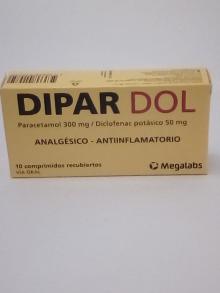 DIPAR DOL
Paracetamol 300 mg / Diclofenac potásico 50 mg
ANALGÉSICO - ANTIINFLAMATORIO
10 comprimidos recubiertos
VIA ORAL
Megalabs